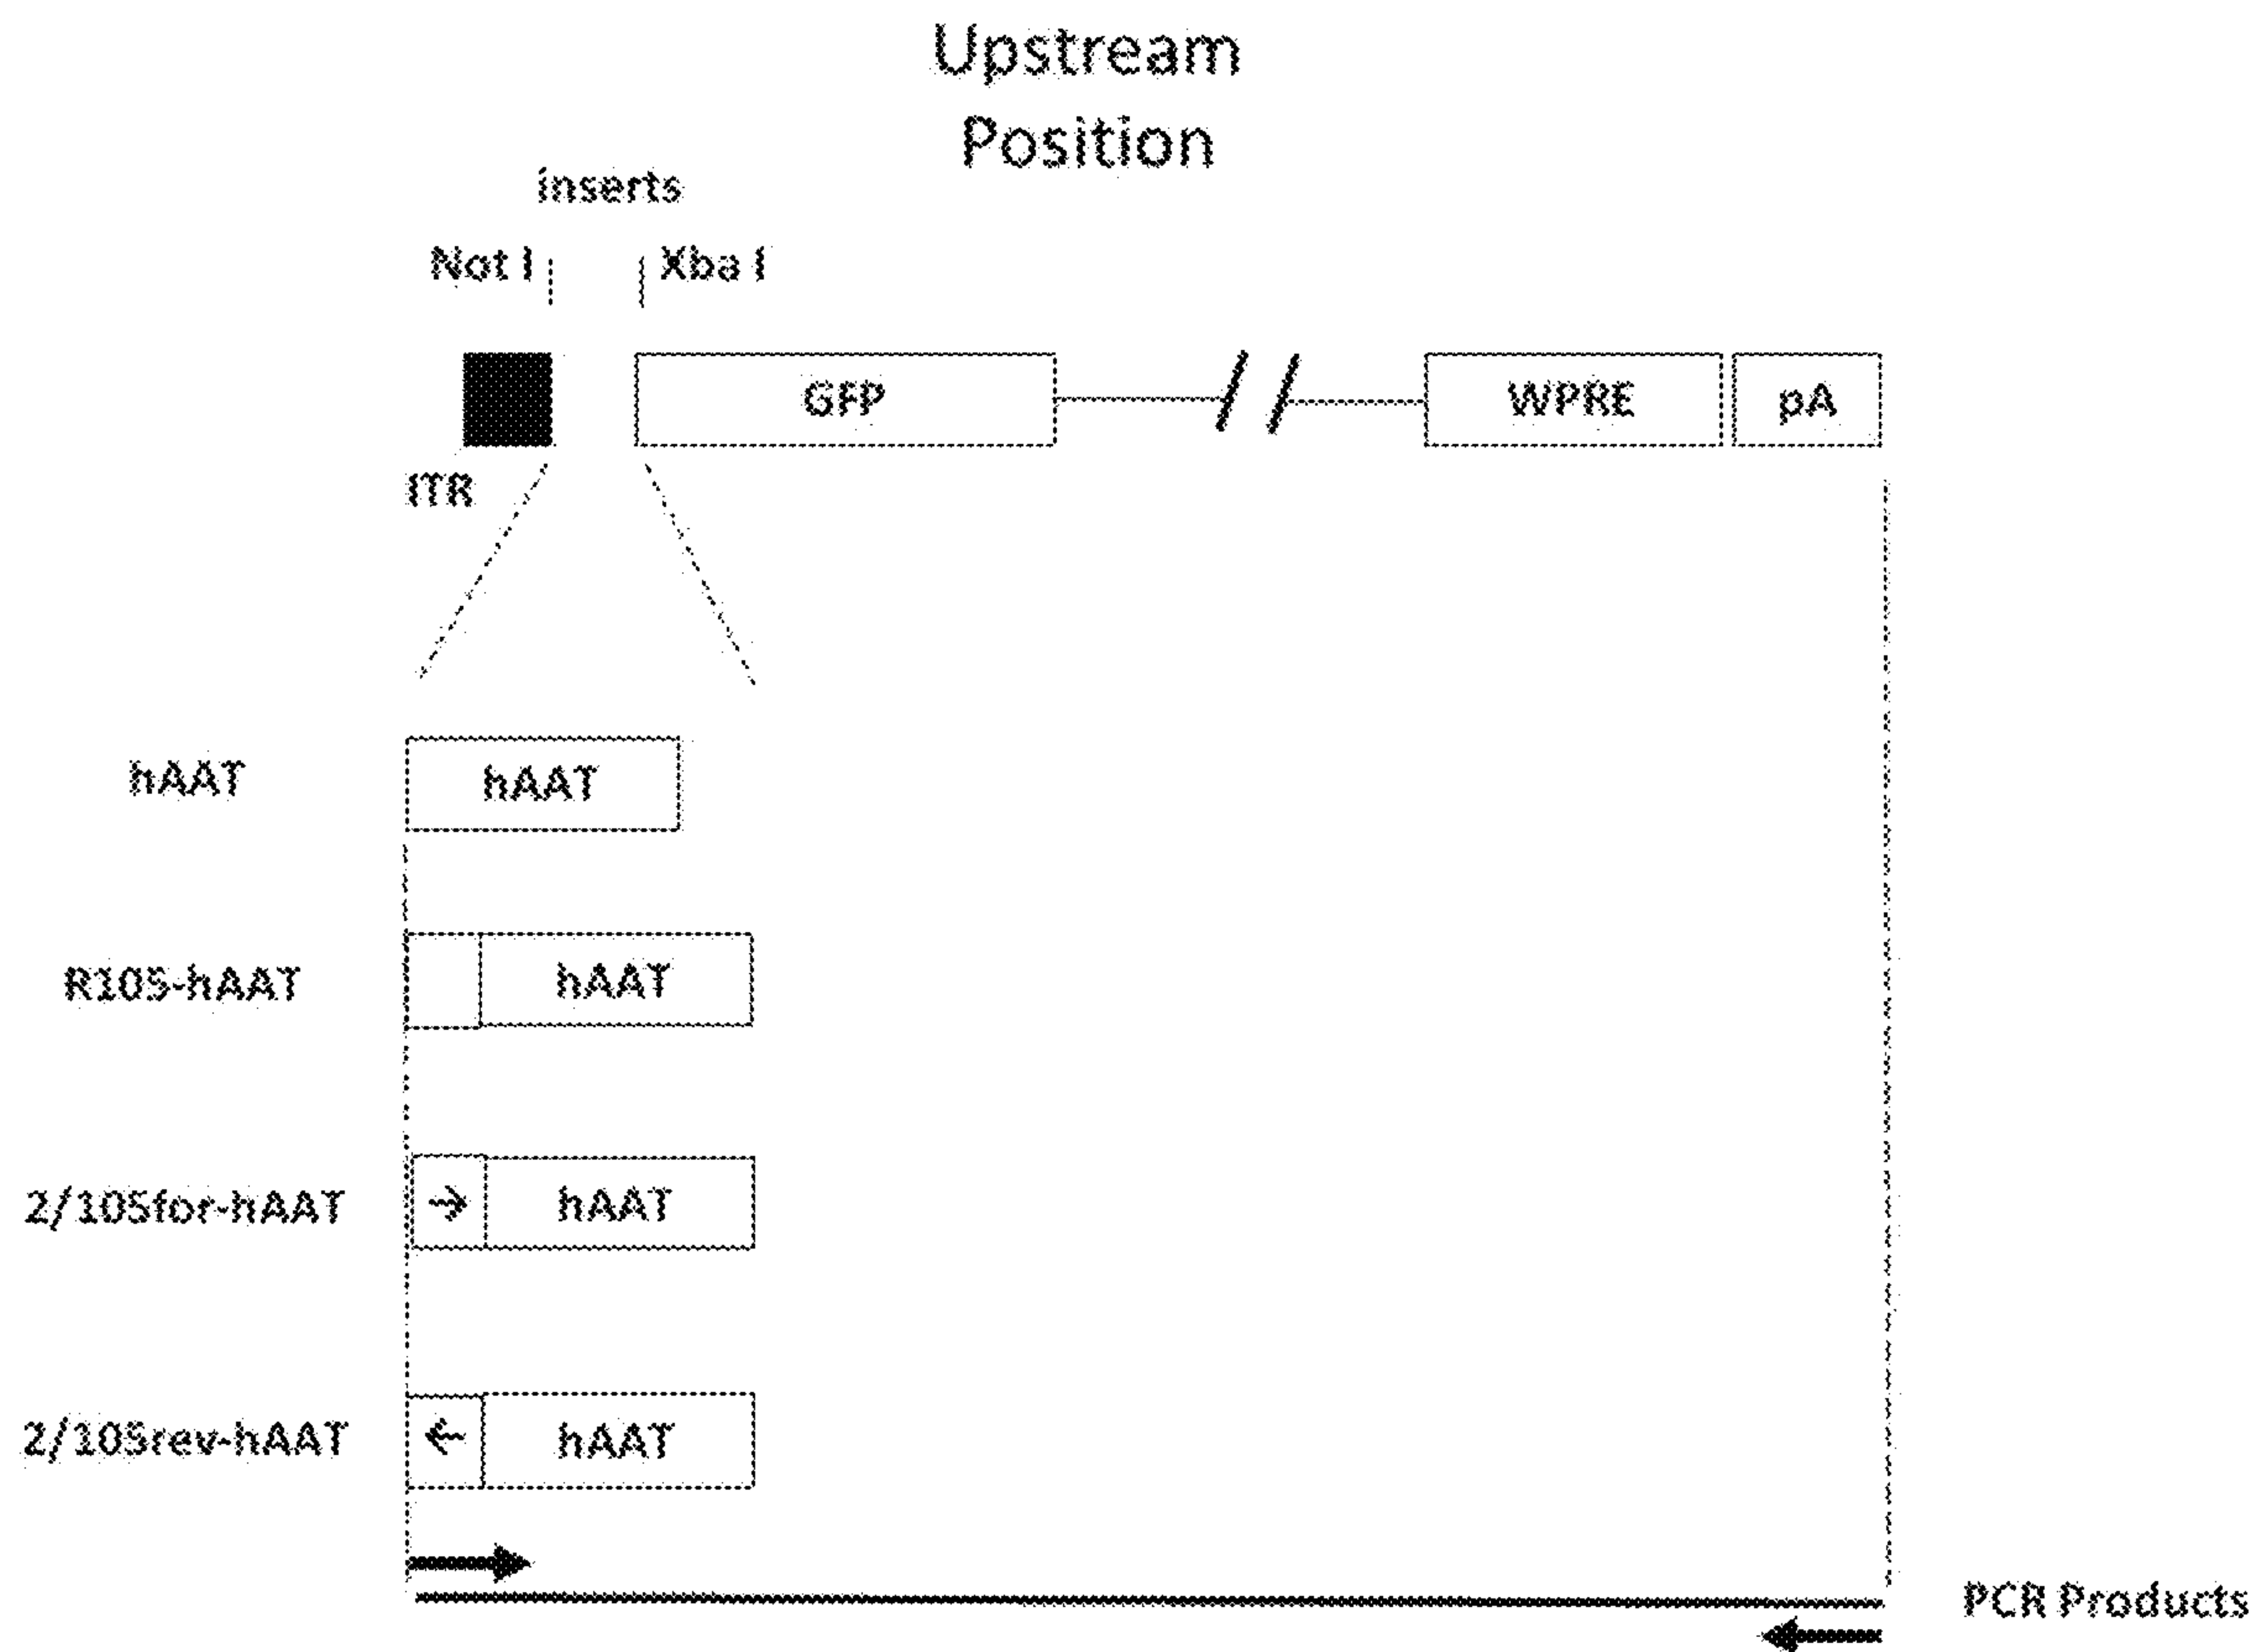 Upstream
Position
inserts
Not I
Xba I
GFP
WPRE
pA
ITR
hAAT
hAAT
R105-hAAT
hAAT
2/105for-hAAT
hAAT
2/105rev-hAAT
hAAT
PCR Products